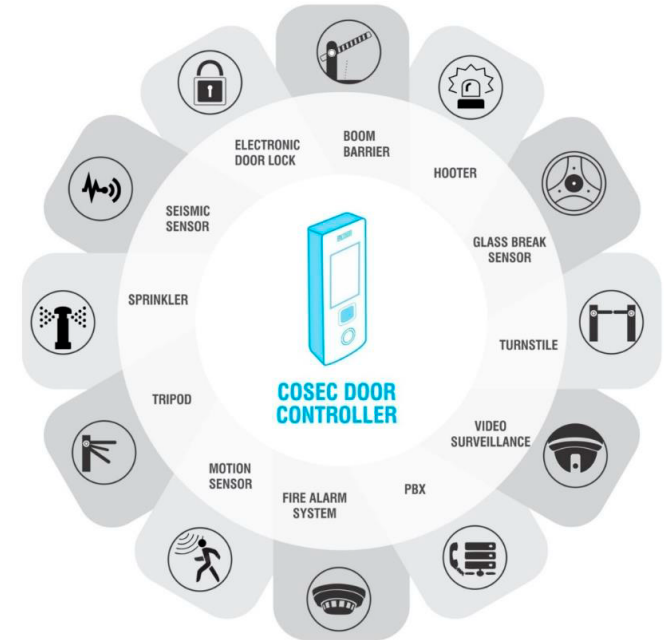 ELECTRONIC
DOOR LOCK
BOOM
BARRIER
HOOTER
GLASS BREAK
SENSOR
TURNSTILE
VIDEO
SURVEILLANCE
PBX
FIRE ALARM
SYSTEM
MOTION
SENSOR
TRIPOD
SPRINKLER
SEISMIC
SENSOR
COSEC DOOR
CONTROLLER